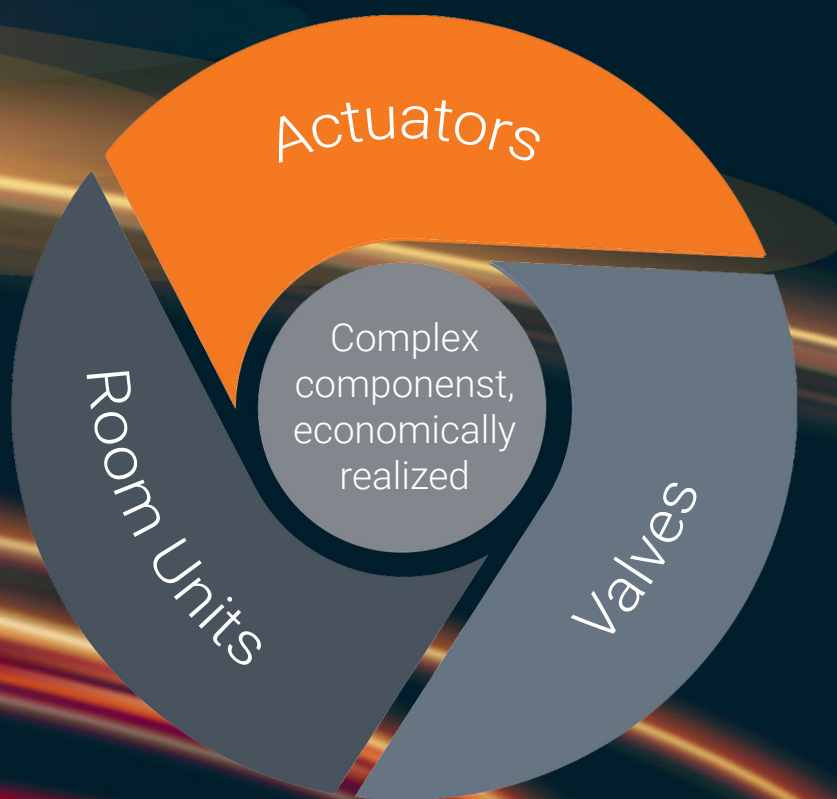 Actuators
Complex
componenst,
economically
realized
Room Units
Valves